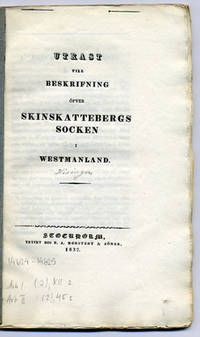 UTKAST
TILL
BESKRIFNING
ÖFVER
SKINSKATTEBERGS
SOCKEN
I
WESTMANLAND.
STOCKHOLM,
TRYCKT HOS P. A. NORSTEDT & SÖNER,
1837.